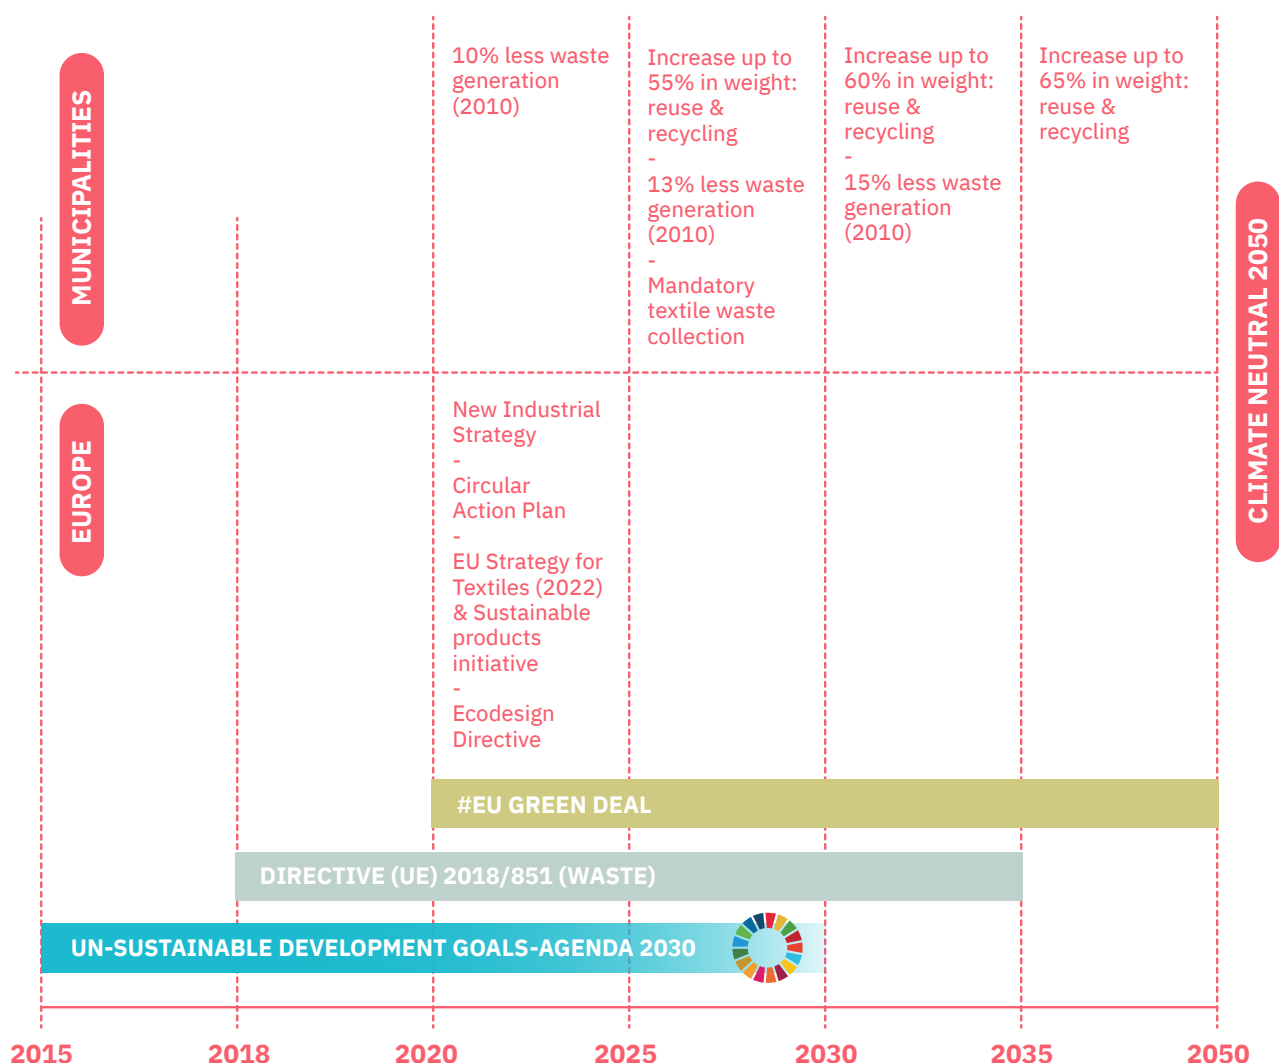 MUNICIPALITIES
10% less waste
generation
(2010)
Increase up to
55% in weight:
reuse &
recycling
-
13% less waste
generation
(2010)
-
Mandatory
textile waste
collection
Increase up to
60% in weight:
reuse &
recycling
-
15% less waste
generation
(2010)
Increase up to
65% in weight:
reuse &
recycling
CLIMATE NEUTRAL 2050
EUROPE
New Industrial
Strategy
-
Circular
Action Plan
-
EU Strategy for
Textiles (2022)
& Sustainable
products
initiative
-
Ecodesign
Directive
#EU GREEN DEAL
DIRECTIVE (UE) 2018/851 (WASTE)
UN-SUSTAINABLE DEVELOPMENT GOALS-AGENDA 2030
2015 2018 2020 2025 2030 2035 2050